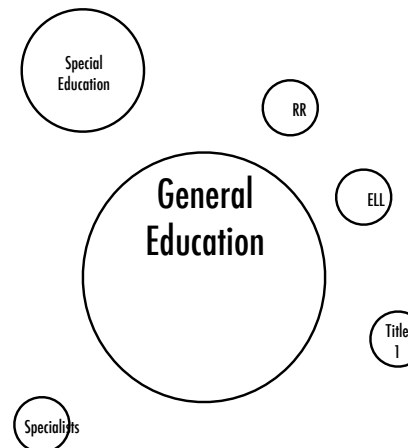 Special
Education
RR
General
Education
ELL
Title
1
Specialists